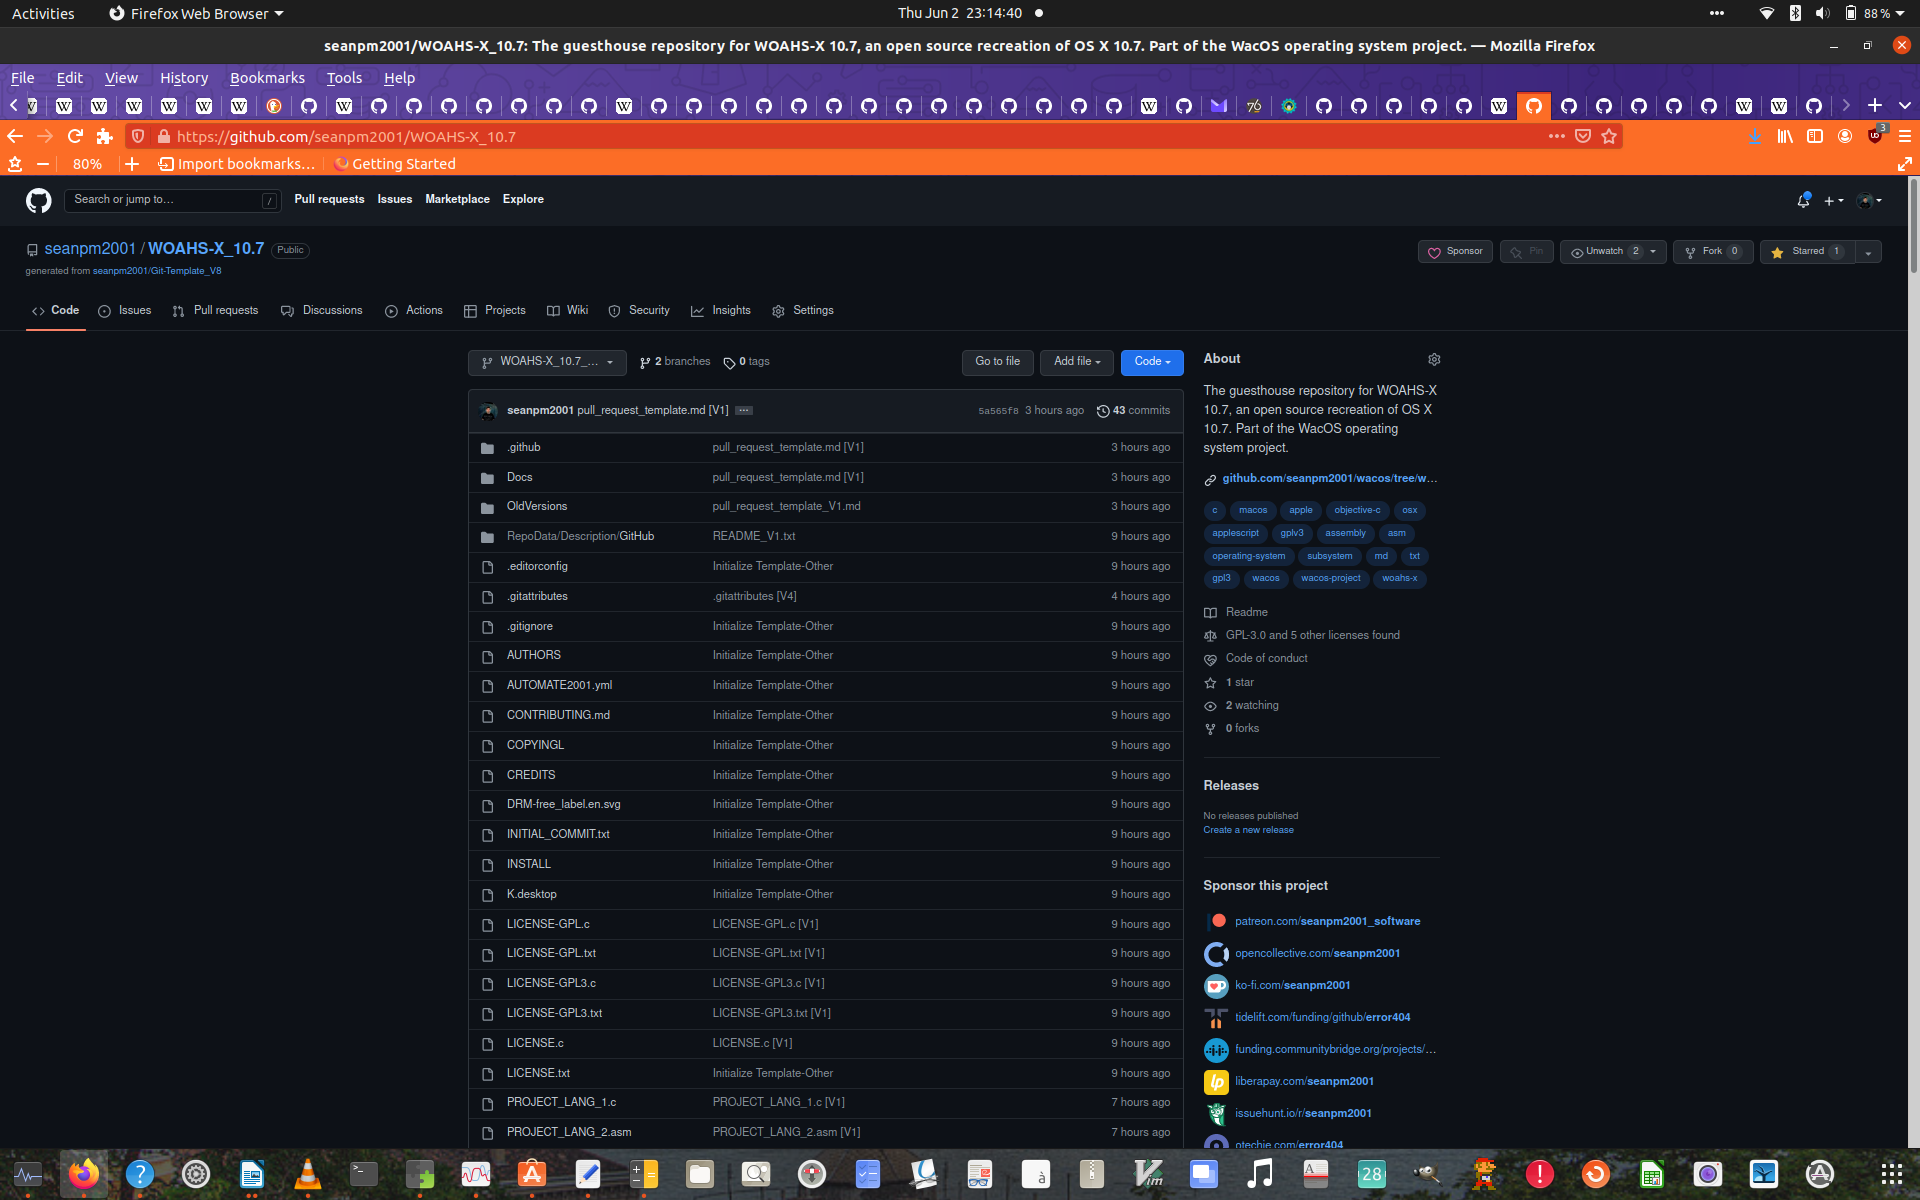 Activities
Firefox Web Browser
Thu Jun 2 23:14:40
88 %
seanpm2001/WOAHS-X_10.7: The guesthouse repository for WOAHS-X 10.7, an open source recreation of OS X 10.7. Part of the WacOS operating system project. — Mozilla Firefox
File Edit View History Bookmarks Tools Help
https://github.com/seanpm2001/WOAHS-X_10.7
3
80%
Import bookmarks...
Getting Started
Search or jump to...
/
Pull requests
Issues
Marketplace
Explore
seanpm2001 / WOAHS-X_10.7
Public
generated from seanpm2001/Git-Template_V8
Sponsor
Pin
Unwatch 2
Fork 0
Starred 1
Code
Issues
Pull requests
Discussions
Actions
Projects
Wiki
Security
Insights
Settings
WOAHS-X_10.7_...
2 branches
0 tags
Go to file
Add file
Code
seanpm2001 pull_request_template.md [V1] ...
5a565f8 3 hours ago
43 commits
.github pull_request_template.md [V1] 3 hours ago
Docs pull_request_template.md [V1] 3 hours ago
OldVersions pull_request_template_V1.md 3 hours ago
RepoData/Description/GitHub README_V1.txt 9 hours ago
.editorconfig Initialize Template-Other 9 hours ago
.gitattributes .gitattributes [V4] 4 hours ago
.gitignore Initialize Template-Other 9 hours ago
AUTHORS Initialize Template-Other 9 hours ago
AUTOMATE2001.yml Initialize Template-Other 9 hours ago
CONTRIBUTING.md Initialize Template-Other 9 hours ago
COPYINGL Initialize Template-Other 9 hours ago
CREDITS Initialize Template-Other 9 hours ago
DRM-free_label.en.svg Initialize Template-Other 9 hours ago
INITIAL_COMMIT.txt Initialize Template-Other 9 hours ago
INSTALL Initialize Template-Other 9 hours ago
K.desktop Initialize Template-Other 9 hours ago
LICENSE-GPL.c LICENSE-GPL.c [V1] 9 hours ago
LICENSE-GPL.txt LICENSE-GPL.txt [V1] 9 hours ago
LICENSE-GPL3.c LICENSE-GPL3.c [V1] 9 hours ago
LICENSE-GPL3.txt LICENSE-GPL3.txt [V1] 9 hours ago
LICENSE.c LICENSE.c [V1] 9 hours ago
LICENSE.txt Initialize Template-Other 9 hours ago
PROJECT_LANG_1.c PROJECT_LANG_1.c [V1] 7 hours ago
PROJECT_LANG_2.asm PROJECT_LANG_2.asm [V1] 7 hours ago
About
The guesthouse repository for WOAHS-X
10.7, an open source recreation of OS X
10.7. Part of the WacOS operating
system project.
github.com/seanpm2001/wacos/tree/w...
c macos apple objective-c osx
applescript gplv3 assembly asm
operating-system subsystem md txt
gpl3 wacos wacos-project woahs-x
Readme
GPL-3.0 and 5 other licenses found
Code of conduct
1 star
2 watching
0 forks
Releases
No releases published
Create a new release
Sponsor this project
patreon.com/seanpm2001_software
opencollective.com/seanpm2001
ko-fi.com/seanpm2001
tidelift.com/funding/github/error404
funding.communitybridge.org/projects/...
liberapay.com/seanpm2001
issuehunt.io/r/seanpm2001
otechie.com/error404
28